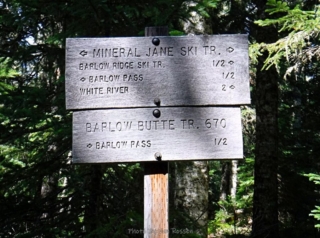 ◇ MINERAL JANE SKI TR. ◇
BARLOW RIDGE SKI TR. 1/2 ◇
◇ BARLOW PASS 1/2
WHITE RIVER 2 ◇
BARLOW BUTTE TR. 670
◇ BARLOW PASS 1/2